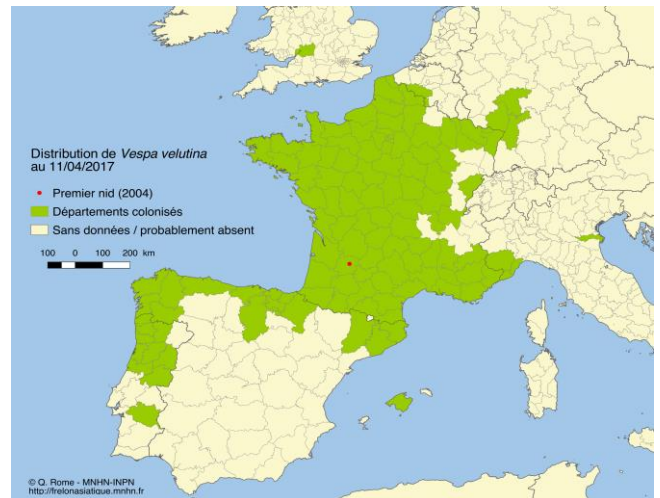 Distribution de Vespa velutina
au 11/04/2017
Premier nid (2004)
Départements colonisés
Sans données / probablement absent
100 0 100 200 km
© Q. Rome - MNHN-INPN
http://frelonasiatique.mnhn.fr